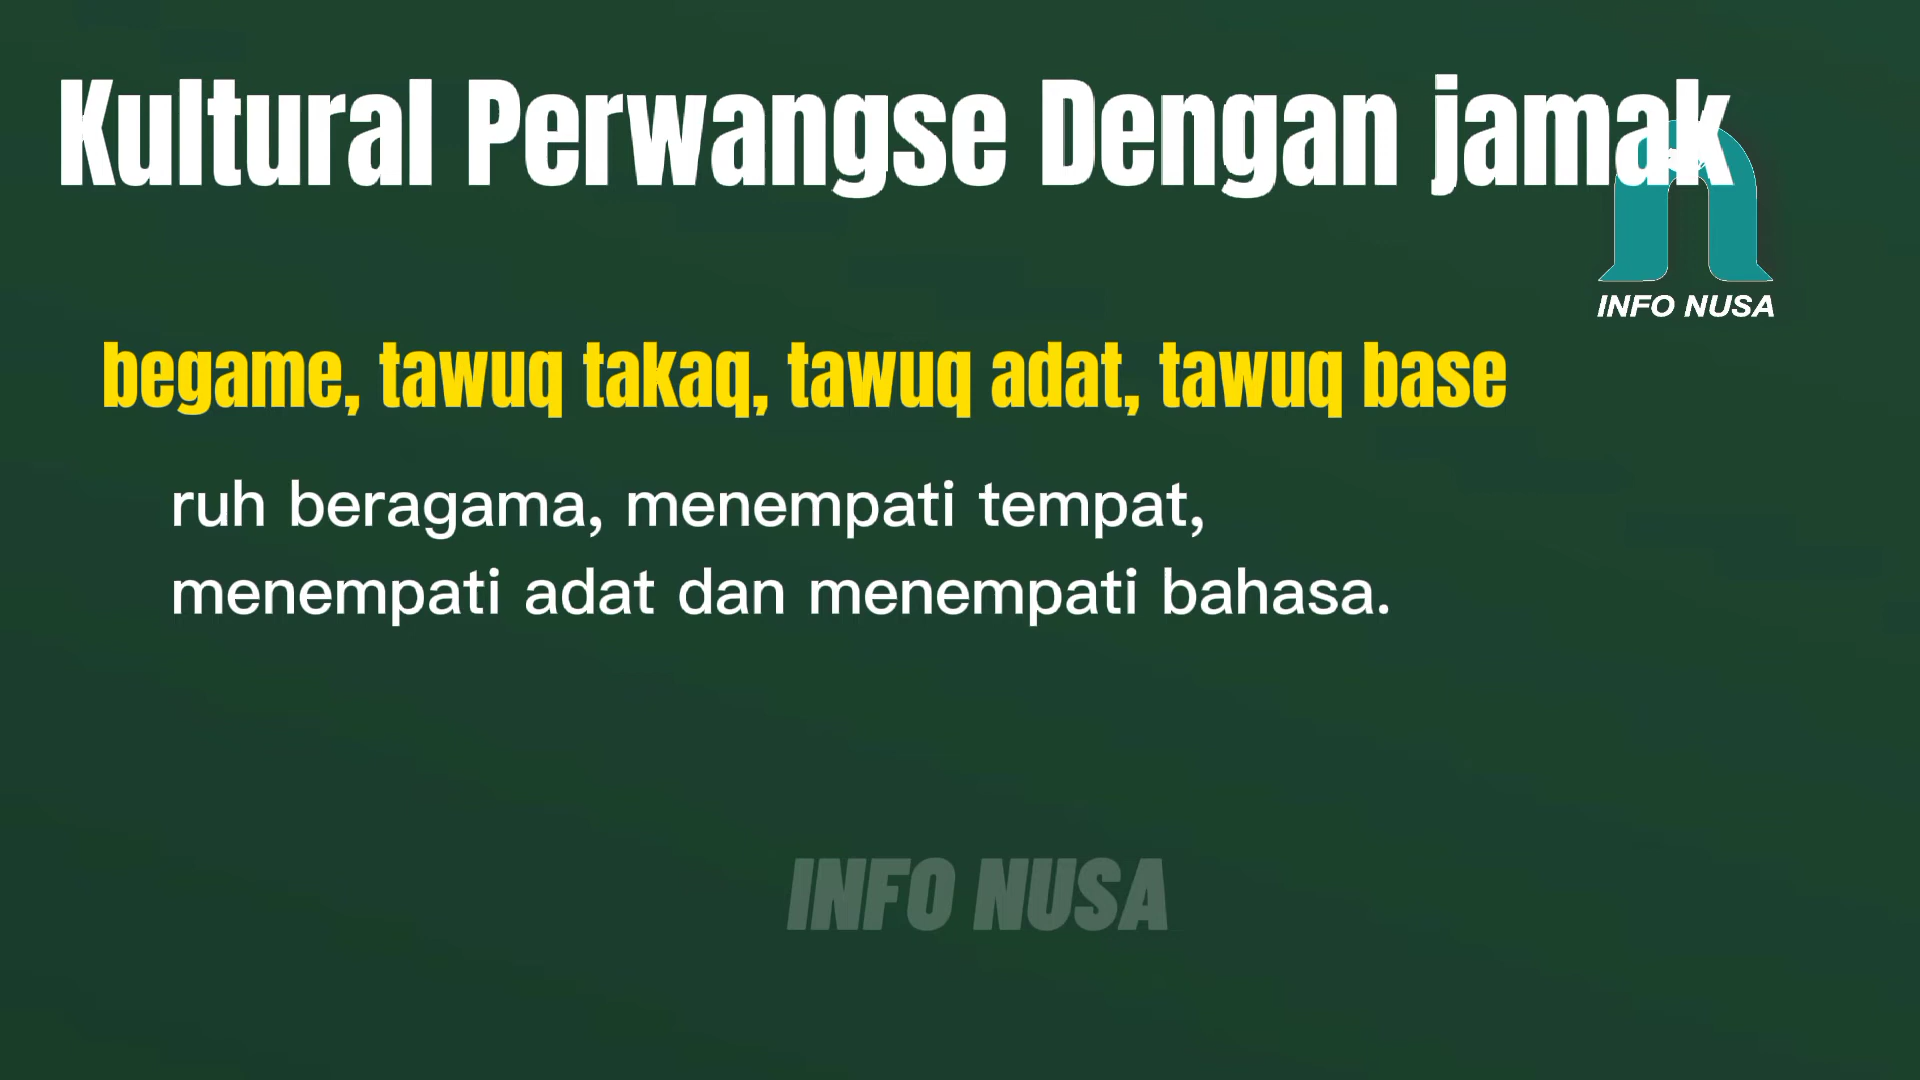 Kultural Perwangse Dengan jamak
INFO NUSA
begame, tawuq takaq, tawuq adat, tawuq base
ruh beragama, menempati tempat,
menempati adat dan menempati bahasa.
INFO NUSA